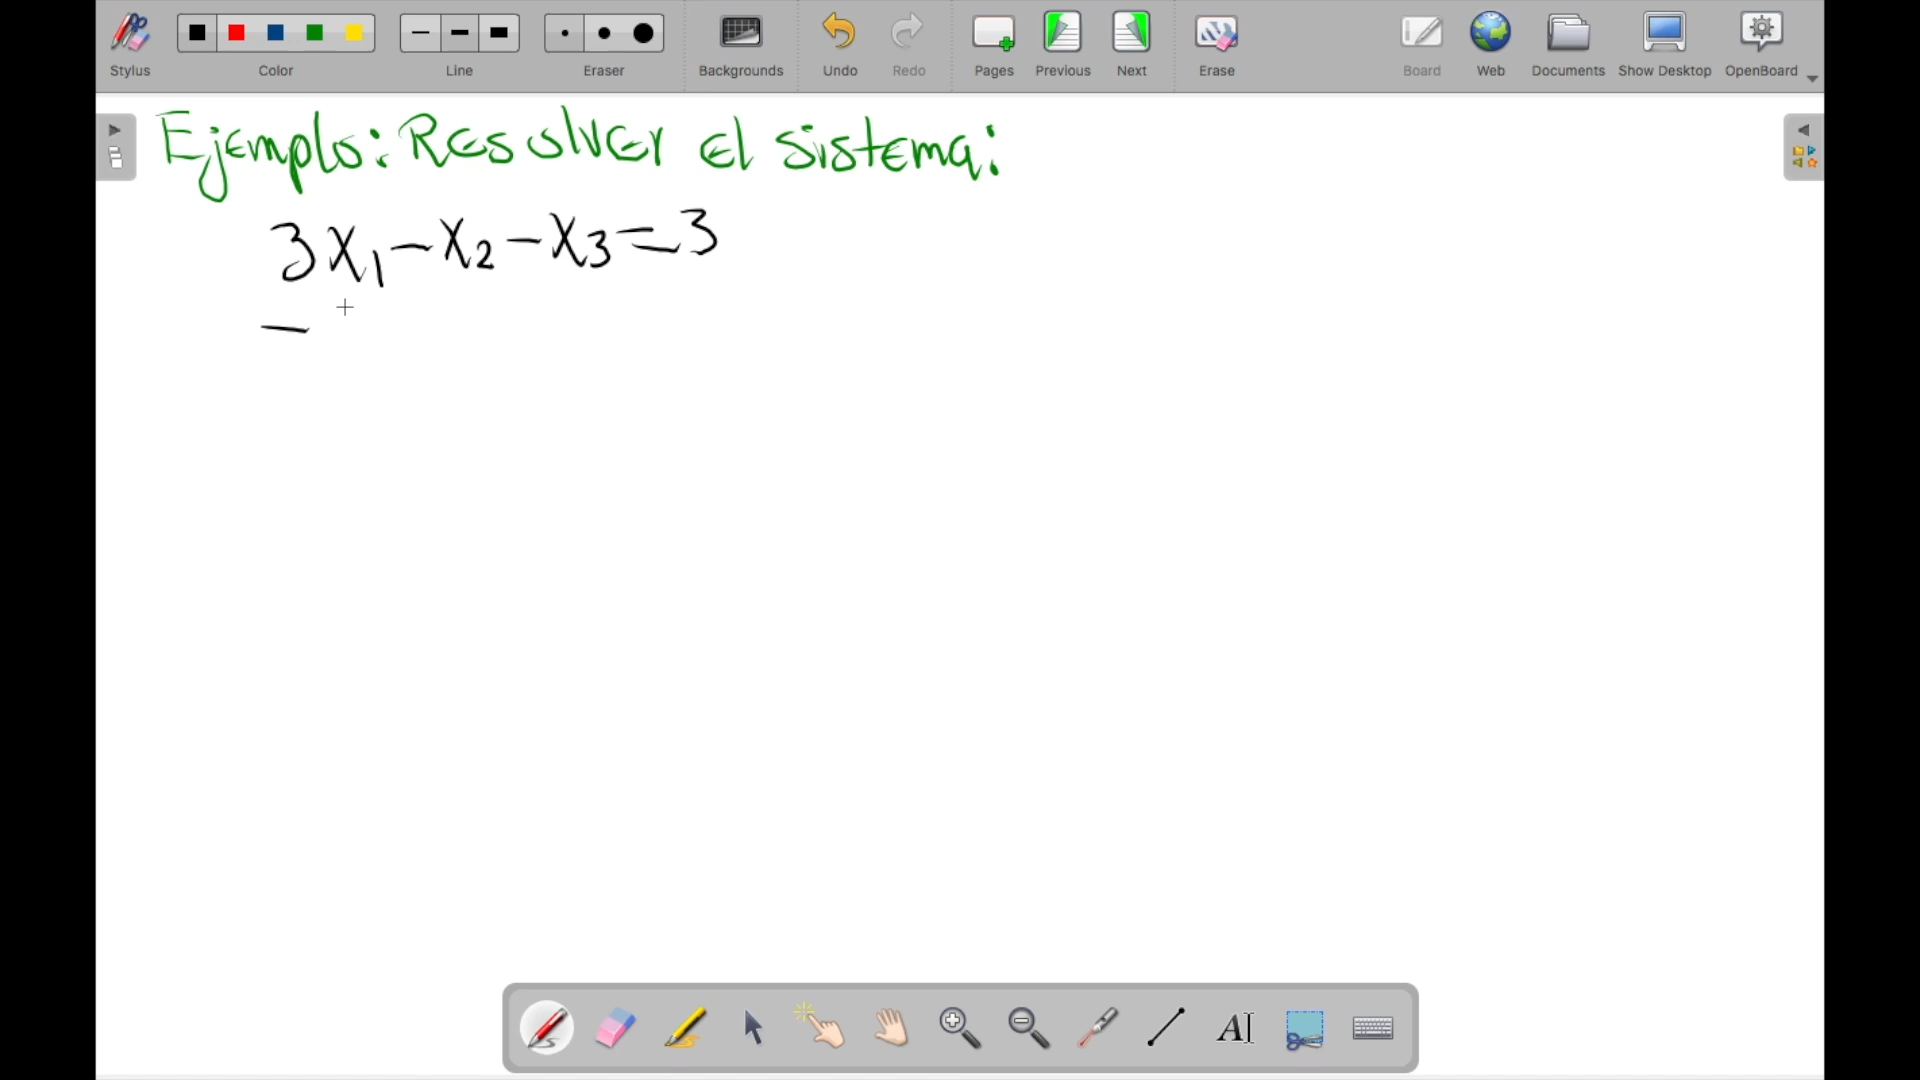 Stylus Color Line Eraser Backgrounds Undo Redo Pages Previous Next Erase Board Web Documents Show Desktop OpenBoard
Ejemplo: Resolver el sistema:
3x₁-x₂-x₃=3
-